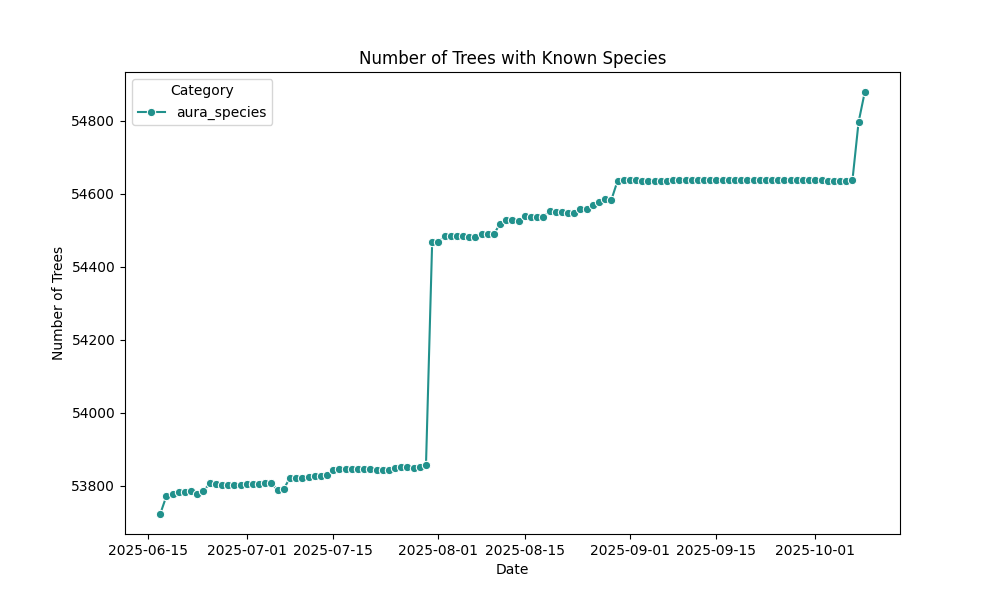 Number of Trees with Known Species
Category
aura_species
Number of Trees
54800
54600
54400
54200
54000
53800
2025-06-15 2025-07-01 2025-07-15 2025-08-01 2025-08-15 2025-09-01 2025-09-15 2025-10-01
Date